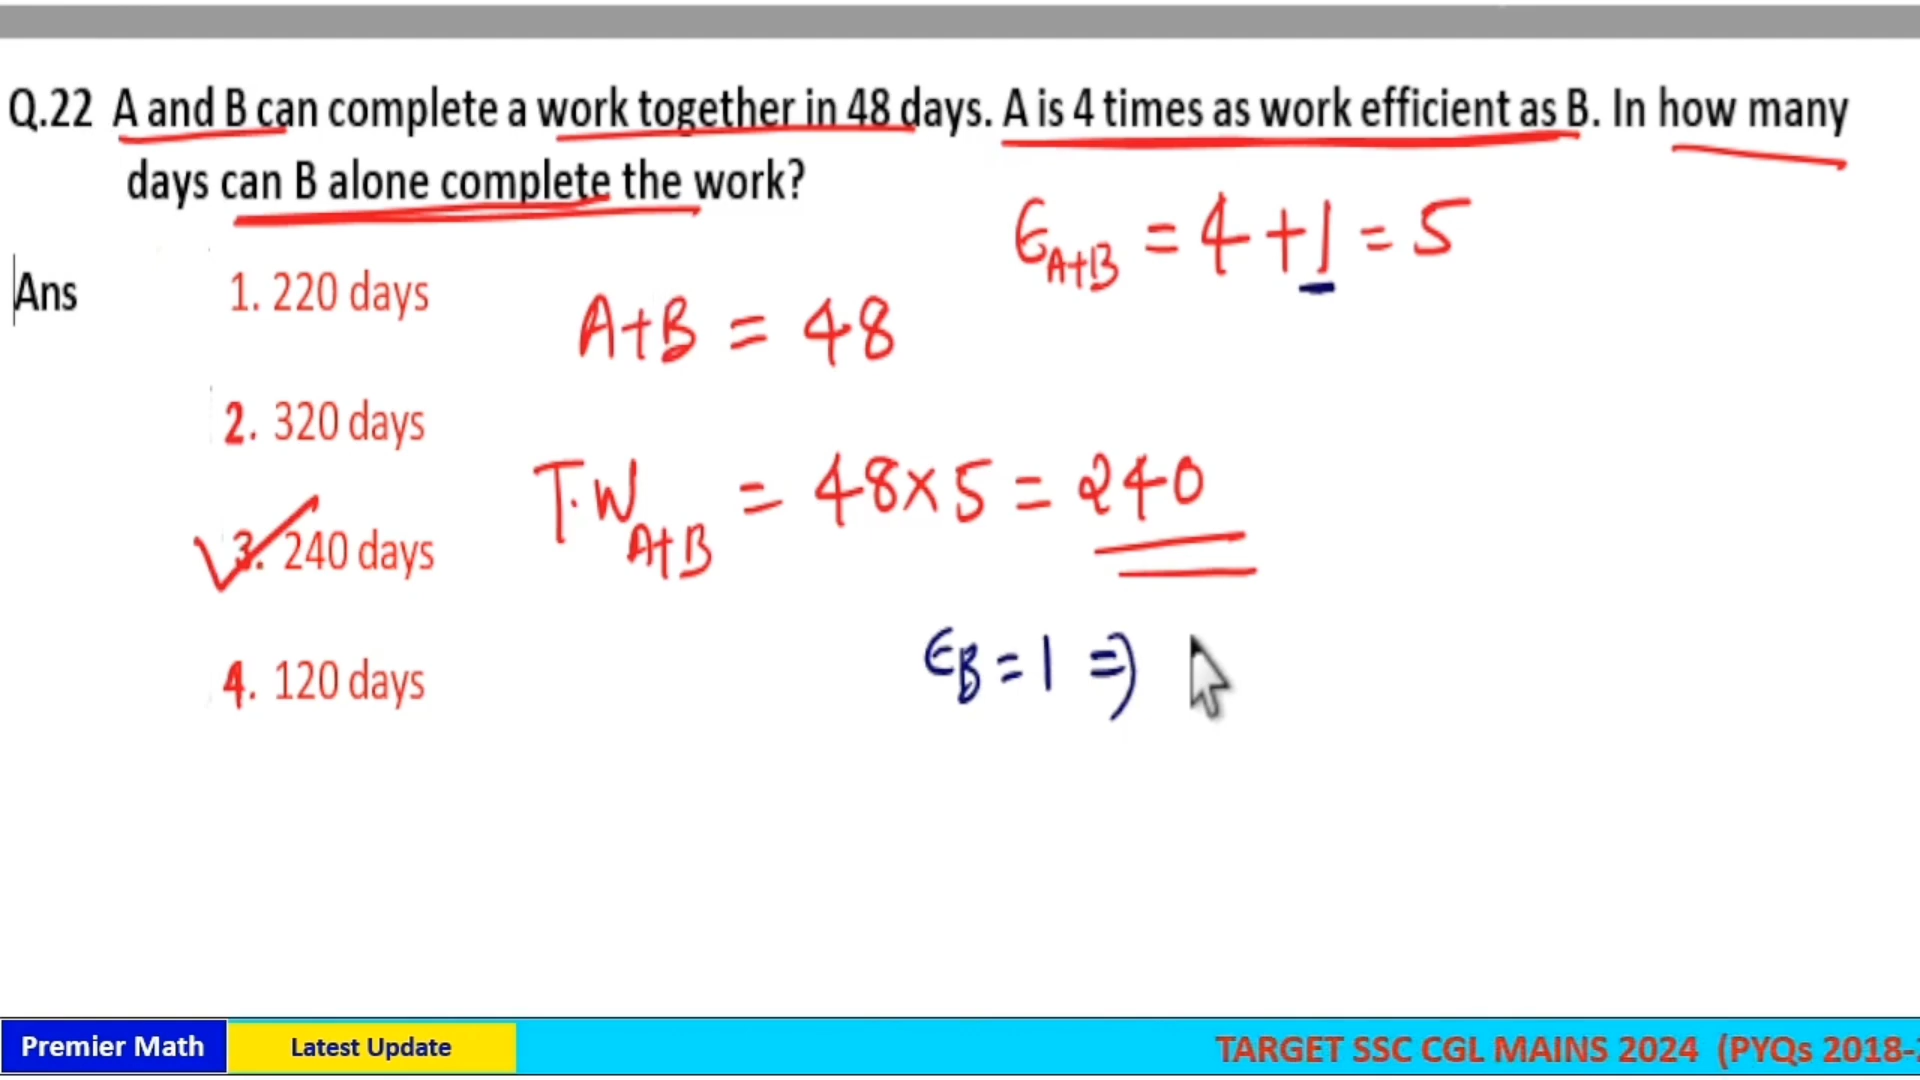 Q.22 A and B can complete a work together in 48 days. A is 4 times as work efficient as B. In how many
days can B alone complete the work?
E_A+B = 4 + 1 = 5
Ans
1. 220 days
A+B = 48
2. 320 days
T.W_A+B = 48 × 5 = 240
3. 240 days
E_B = 1 ⇒
4. 120 days
Premier Math
Latest Update
TARGET SSC CGL MAINS 2024 (PYQs 2018-